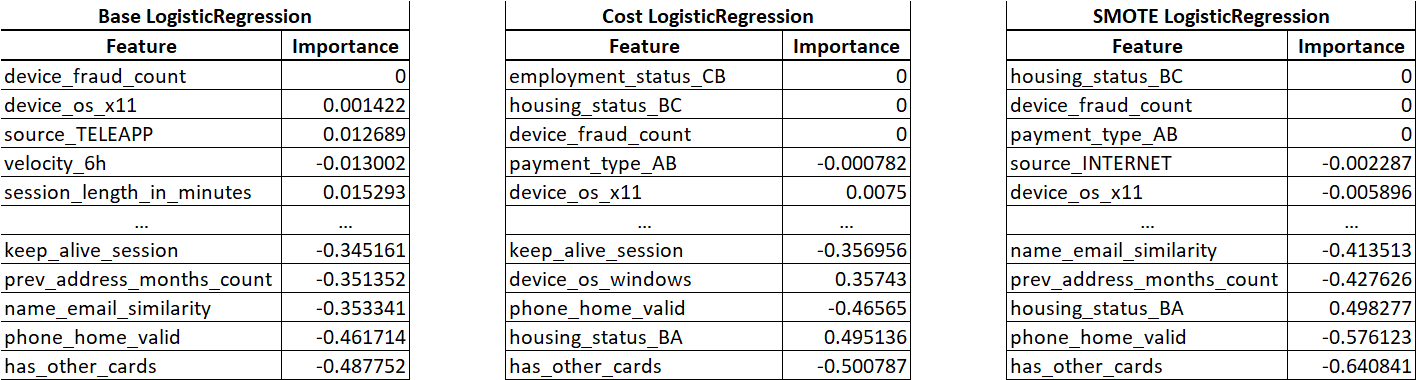 Base LogisticRegression
Feature Importance
device_fraud_count 0
device_os_x11 0.001422
source_TELEAPP 0.012689
velocity_6h -0.013002
session_length_in_minutes 0.015293
... ...
keep_alive_session -0.345161
prev_address_months_count -0.351352
name_email_similarity -0.353341
phone_home_valid -0.461714
has_other_cards -0.487752
Cost LogisticRegression
Feature Importance
employment_status_CB 0
housing_status_BC 0
device_fraud_count 0
payment_type_AB -0.000782
device_os_x11 0.0075
... ...
keep_alive_session -0.356956
device_os_windows 0.35743
phone_home_valid -0.46565
housing_status_BA 0.495136
has_other_cards -0.500787
SMOTE LogisticRegression
Feature Importance
housing_status_BC 0
device_fraud_count 0
payment_type_AB 0
source_INTERNET -0.002287
device_os_x11 -0.005896
... ...
name_email_similarity -0.413513
prev_address_months_count -0.427626
housing_status_BA 0.498277
phone_home_valid -0.576123
has_other_cards -0.640841